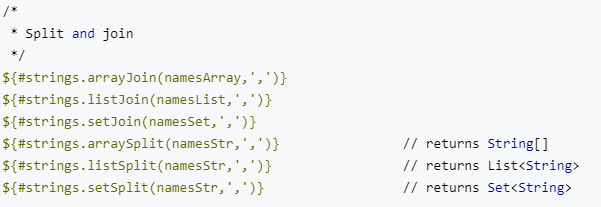 /*
 * Split and join
 */
${#strings.arrayJoin(namesArray,',')}
${#strings.listJoin(namesList,',')}
${#strings.setJoin(namesSet,',')}
${#strings.arraySplit(namesStr,',')}                // returns String[]
${#strings.listSplit(namesStr,',')}                 // returns List<String>
${#strings.setSplit(namesStr,',')}                  // returns Set<String>